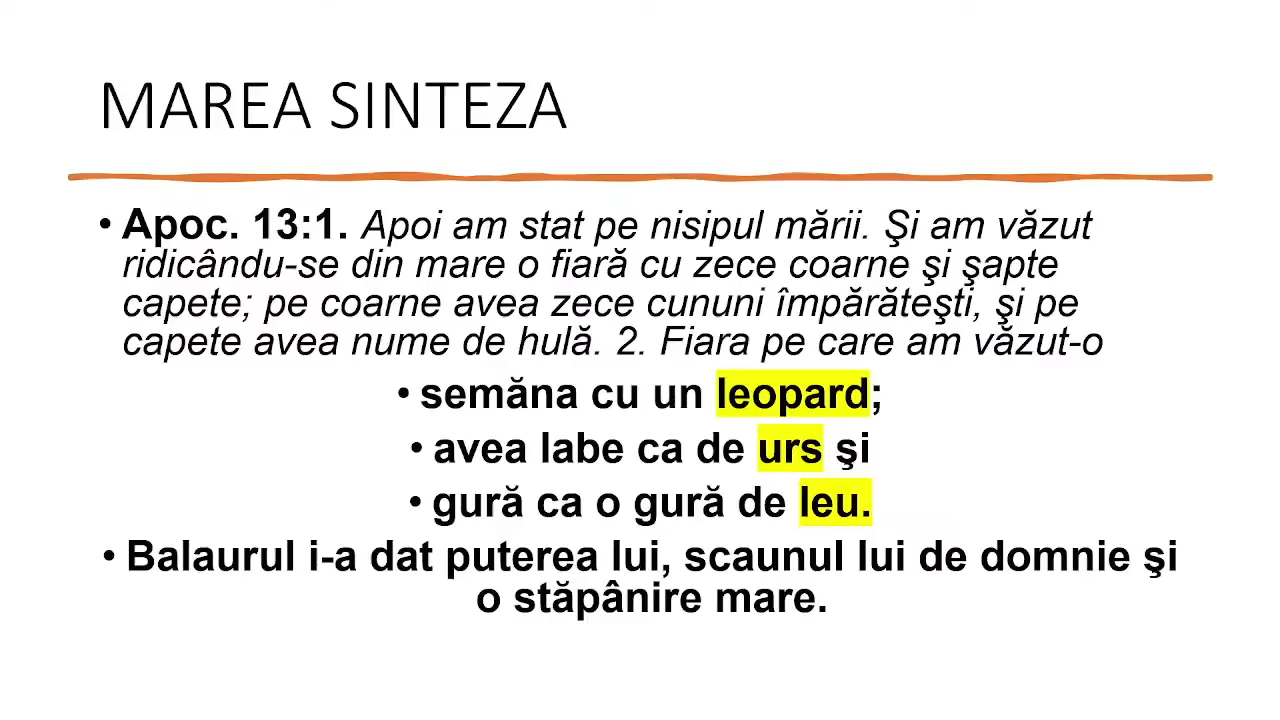 MAREA SINTEZA
• Apoc. 13:1. Apoi am stat pe nisipul mării. Şi am văzut
ridicându-se din mare o fiară cu zece coarne şi şapte
capete; pe coarne avea zece cununi împărăteşti, şi pe
capete avea nume de hulă. 2. Fiara pe care am văzut-o
• semăna cu un leopard;
• avea labe ca de urs şi
• gură ca o gură de leu.
• Balaurul i-a dat puterea lui, scaunul lui de domnie şi
o stăpânire mare.